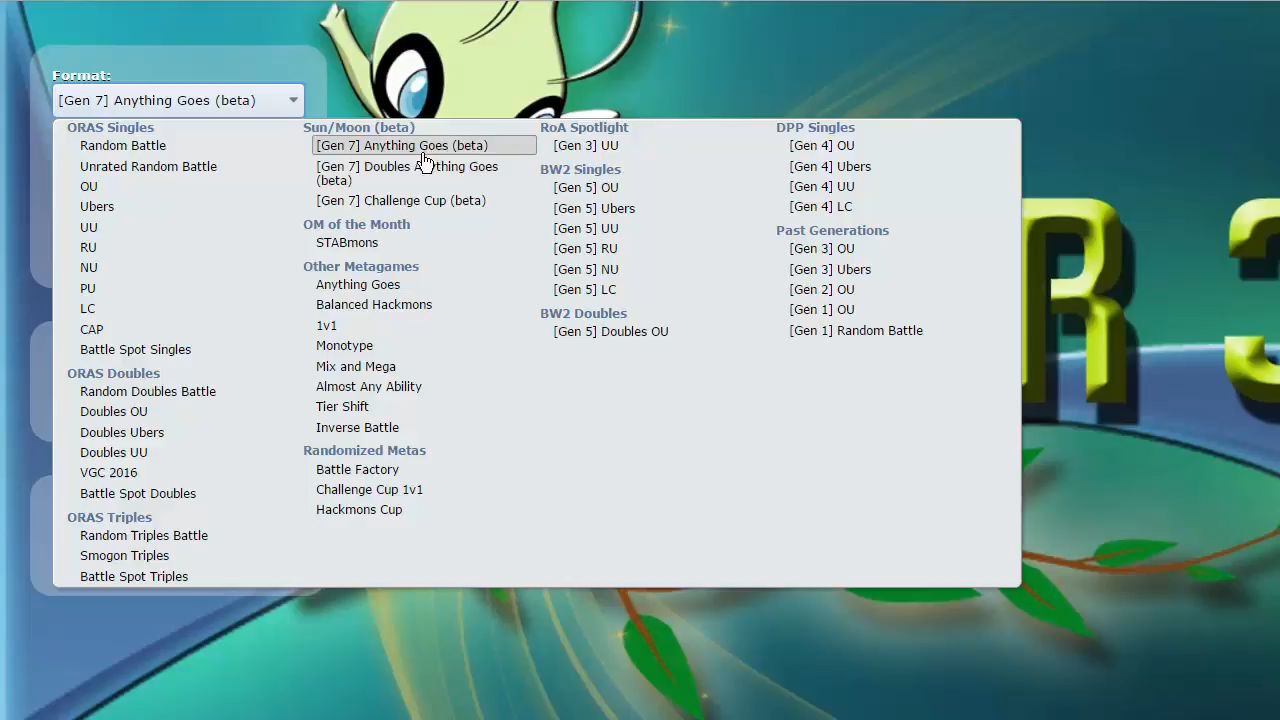 Format:
[Gen 7] Anything Goes (beta)
ORAS Singles
Random Battle
Unrated Random Battle
OU
Ubers
UU
RU
NU
PU
LC
CAP
Battle Spot Singles
ORAS Doubles
Random Doubles Battle
Doubles OU
Doubles Ubers
Doubles UU
VGC 2016
Battle Spot Doubles
ORAS Triples
Random Triples Battle
Smogon Triples
Battle Spot Triples
Sun/Moon (beta)
[Gen 7] Anything Goes (beta)
[Gen 7] Doubles Anything Goes
(beta)
[Gen 7] Challenge Cup (beta)
OM of the Month
STABmons
Other Metagames
Anything Goes
Balanced Hackmons
1v1
Monotype
Mix and Mega
Almost Any Ability
Tier Shift
Inverse Battle
Randomized Metas
Battle Factory
Challenge Cup 1v1
Hackmons Cup
RoA Spotlight
[Gen 3] UU
BW2 Singles
[Gen 5] OU
[Gen 5] Ubers
[Gen 5] UU
[Gen 5] RU
[Gen 5] NU
[Gen 5] LC
BW2 Doubles
[Gen 5] Doubles OU
DPP Singles
[Gen 4] OU
[Gen 4] Ubers
[Gen 4] UU
[Gen 4] LC
Past Generations
[Gen 3] OU
[Gen 3] Ubers
[Gen 2] OU
[Gen 1] OU
[Gen 1] Random Battle
R 3